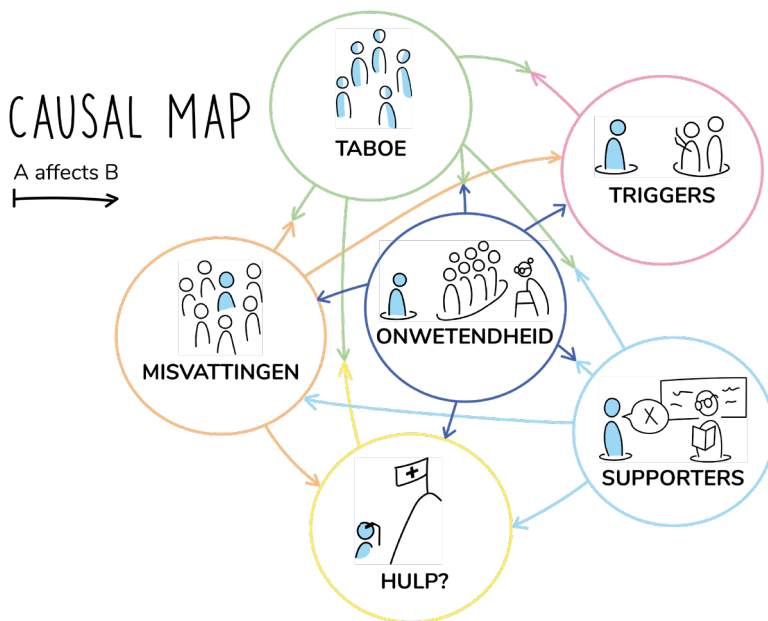 CAUSAL MAP
A affects B
TABOE
TRIGGERS
ONWETENDHEID
MISVATTINGEN
X
SUPPORTERS
HULP?